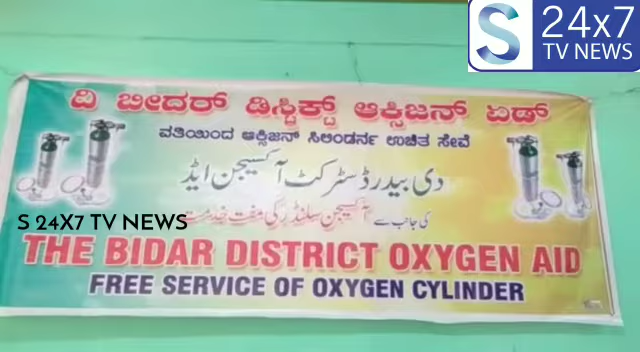 S 24x7
TV NEWS
ದಿ ಬೀದರ್ ಡಿಸ್ಟ್ರಿಕ್ಟ್ ಆಕ್ಸಿಜನ್ ಏಡ್
ವತಿಯಿಂದ ಆಕ್ಸಿಜನ್ ಸಿಲಿಂಡರ್‌ನ ಉಚಿತ ಸೇವೆ
دی بیدر ڈسٹرکٹ آکسیجن ایڈ
کی جانب سے آکسیجن سلنڈر کی مفت خدمت
S 24X7 TV NEWS
THE BIDAR DISTRICT OXYGEN AID
FREE SERVICE OF OXYGEN CYLINDER